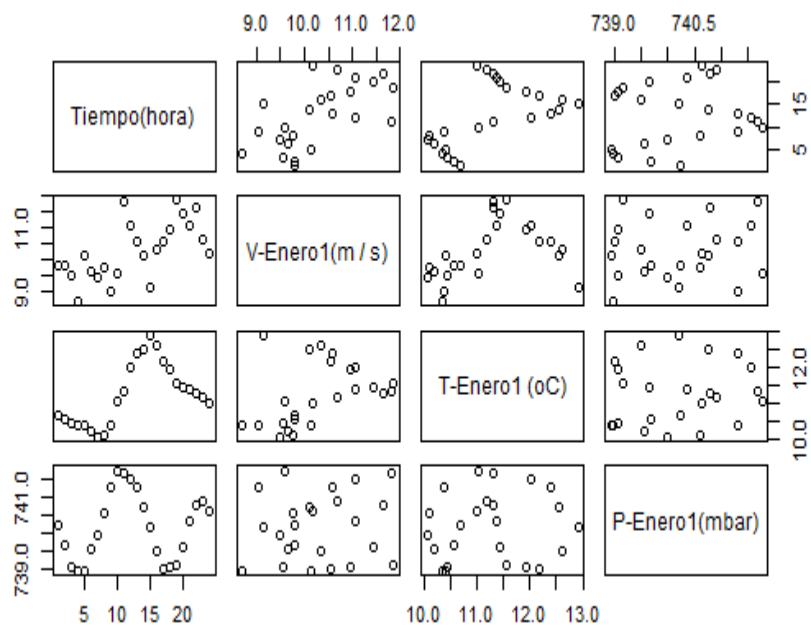 9.0 10.0 11.0 12.0 739.0 740.5
Tiempo(hora)
5 15
9.0 11.0
V-Enero1(m / s)
T-Enero1 (oC)
10.0 12.0
739.0 741.0
P-Enero1(mbar)
5 10 15 20 10.0 11.0 12.0 13.0